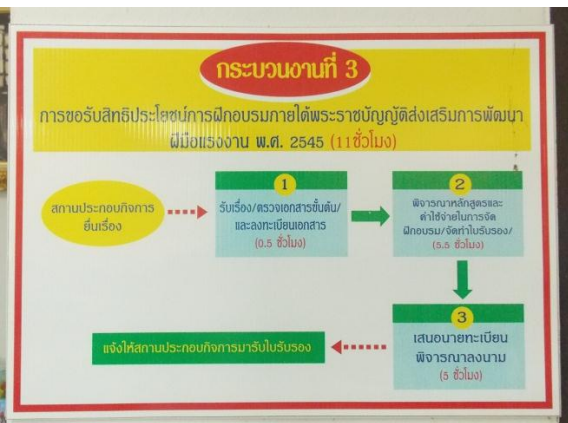 กระบวนงานที่ 3
การขอรับสิทธิประโยชน์การฝึกอบรมภายใต้พระราชบัญญัติส่งเสริมการพัฒนา
ฝีมือแรงงาน พ.ศ. 2545 (11ชั่วโมง)
สถานประกอบกิจการ
ยื่นเรื่อง
1
รับเรื่อง/ตรวจเอกสารขั้นต้น/
และลงทะเบียนเอกสาร
(0.5 ชั่วโมง)
2
พิจารณาหลักสูตรและ
ค่าใช้จ่ายในการจัด
ฝึกอบรม/จัดทำใบรับรอง/
(5.5 ชั่วโมง)
3
เสนอนายทะเบียน
พิจารณาลงนาม
(5 ชั่วโมง)
แจ้งให้สถานประกอบกิจการมารับใบรับรอง